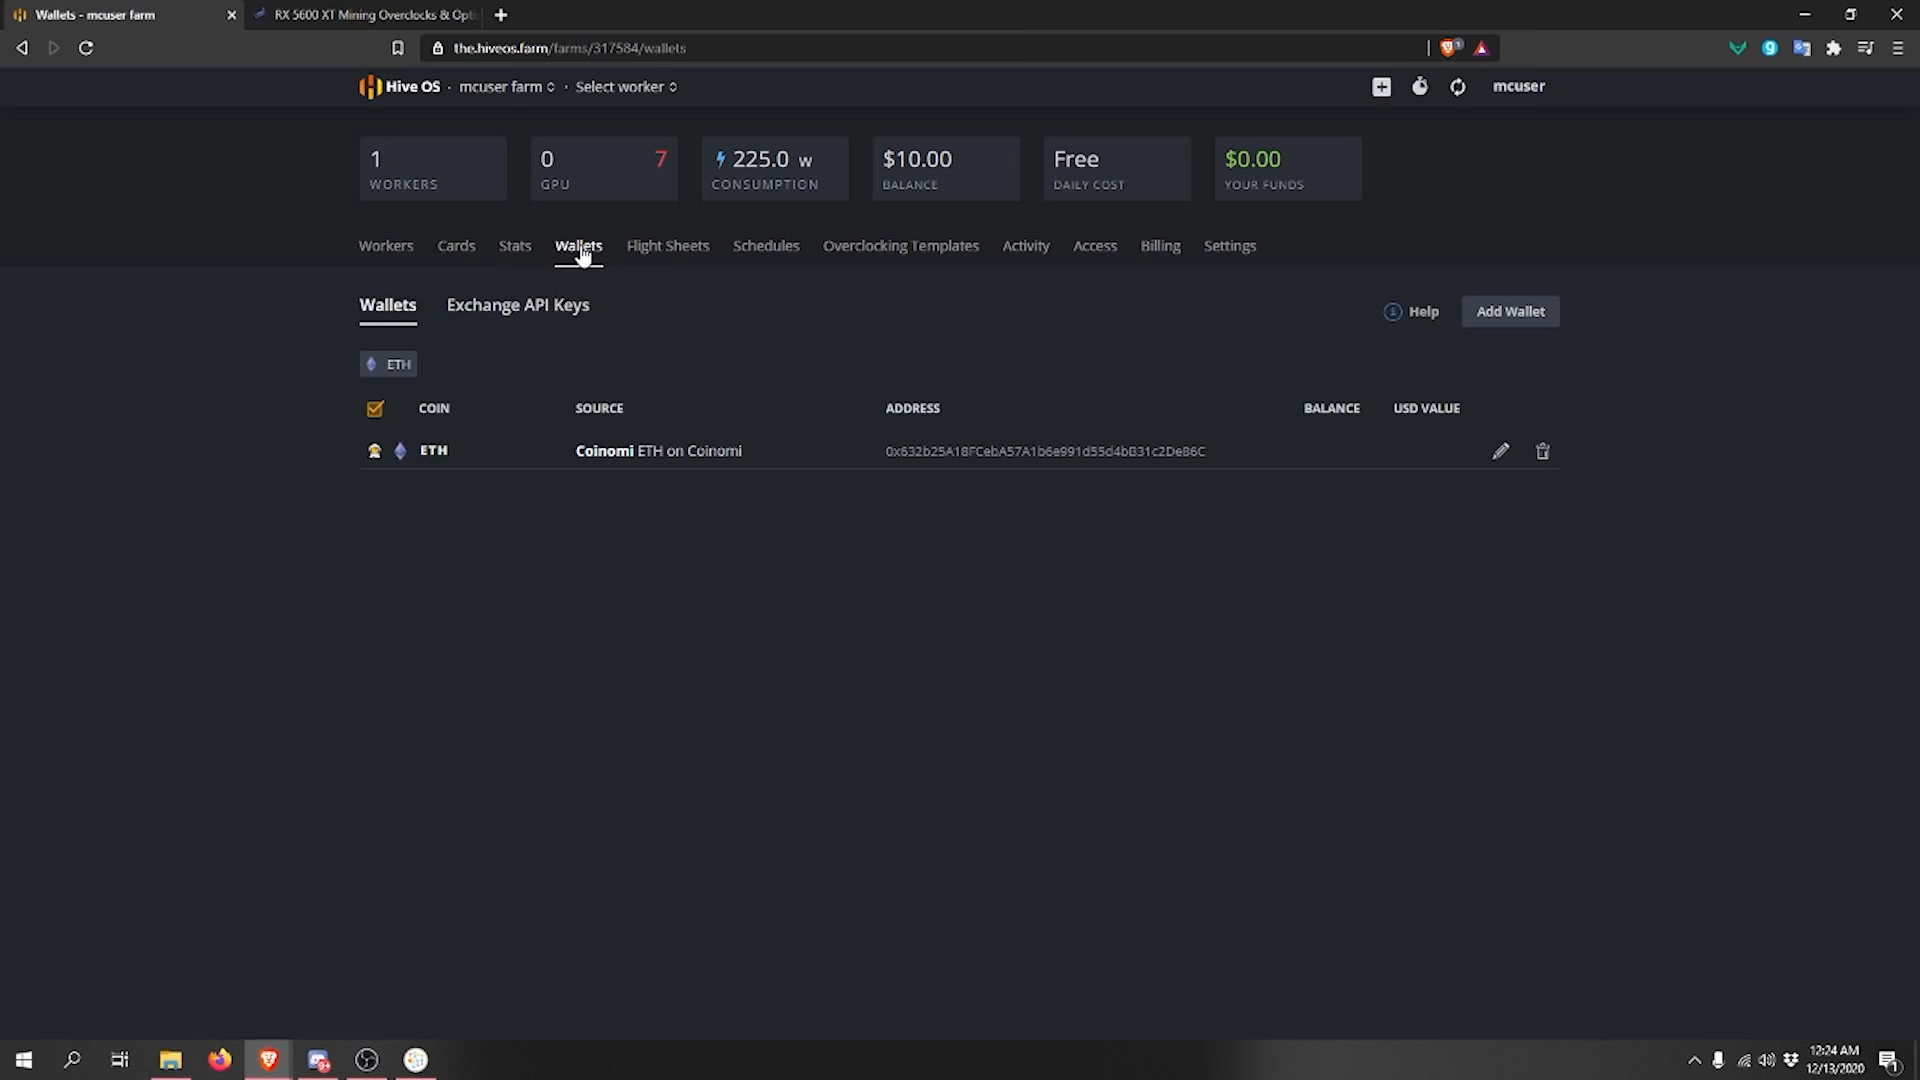 Wallets - mcuser farm
RX 5600 XT Mining Overclocks & Opti
the.hiveos.farm/farms/317584/wallets
1
Hive OS · mcuser farm · Select worker
mcuser
1
WORKERS
0 7
GPU
225.0 w
CONSUMPTION
$10.00
BALANCE
Free
DAILY COST
$0.00
YOUR FUNDS
Workers Cards Stats Wallets Flight Sheets Schedules Overclocking Templates Activity Access Billing Settings
Wallets Exchange API Keys
Help Add Wallet
ETH
COIN SOURCE ADDRESS BALANCE USD VALUE
ETH Coinomi ETH on Coinomi
12:24 AM
12/13/2020
1